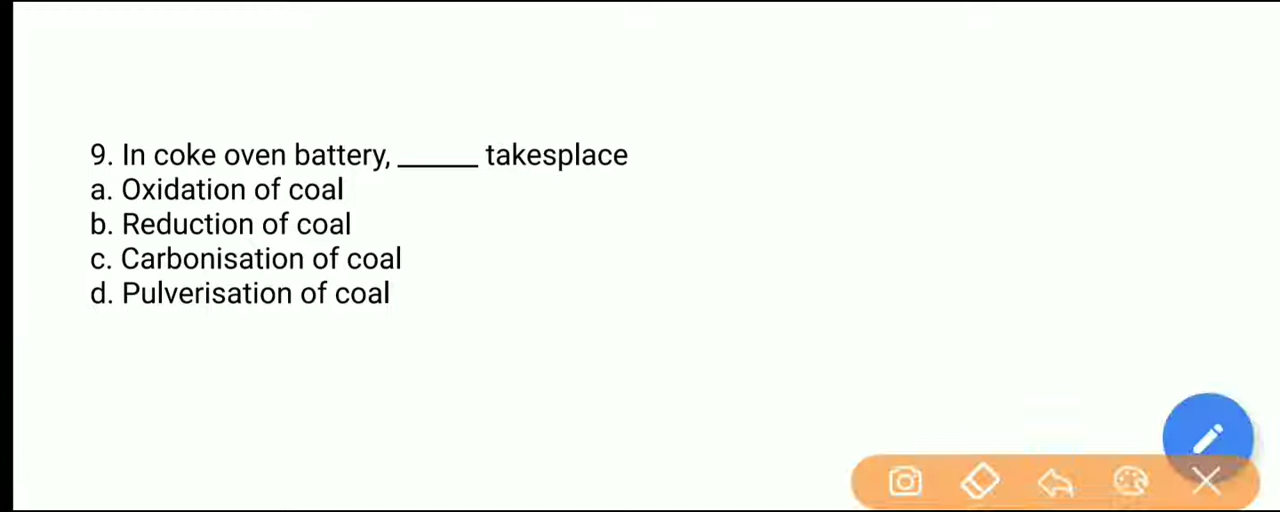 9. In coke oven battery, _____ takesplace
a. Oxidation of coal
b. Reduction of coal
c. Carbonisation of coal
d. Pulverisation of coal